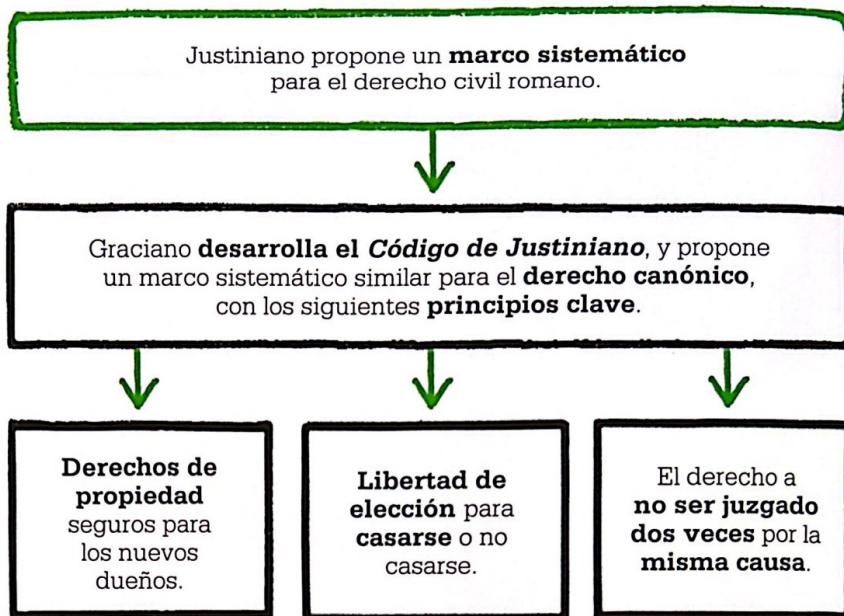 Justiniano propone un marco sistemático
para el derecho civil romano.
Graciano desarrolla el Código de Justiniano, y propone
un marco sistemático similar para el derecho canónico,
con los siguientes principios clave.
Derechos de
propiedad
seguros para
los nuevos
dueños.
Libertad de
elección para
casarse o no
casarse.
El derecho a
no ser juzgado
dos veces por la
misma causa.